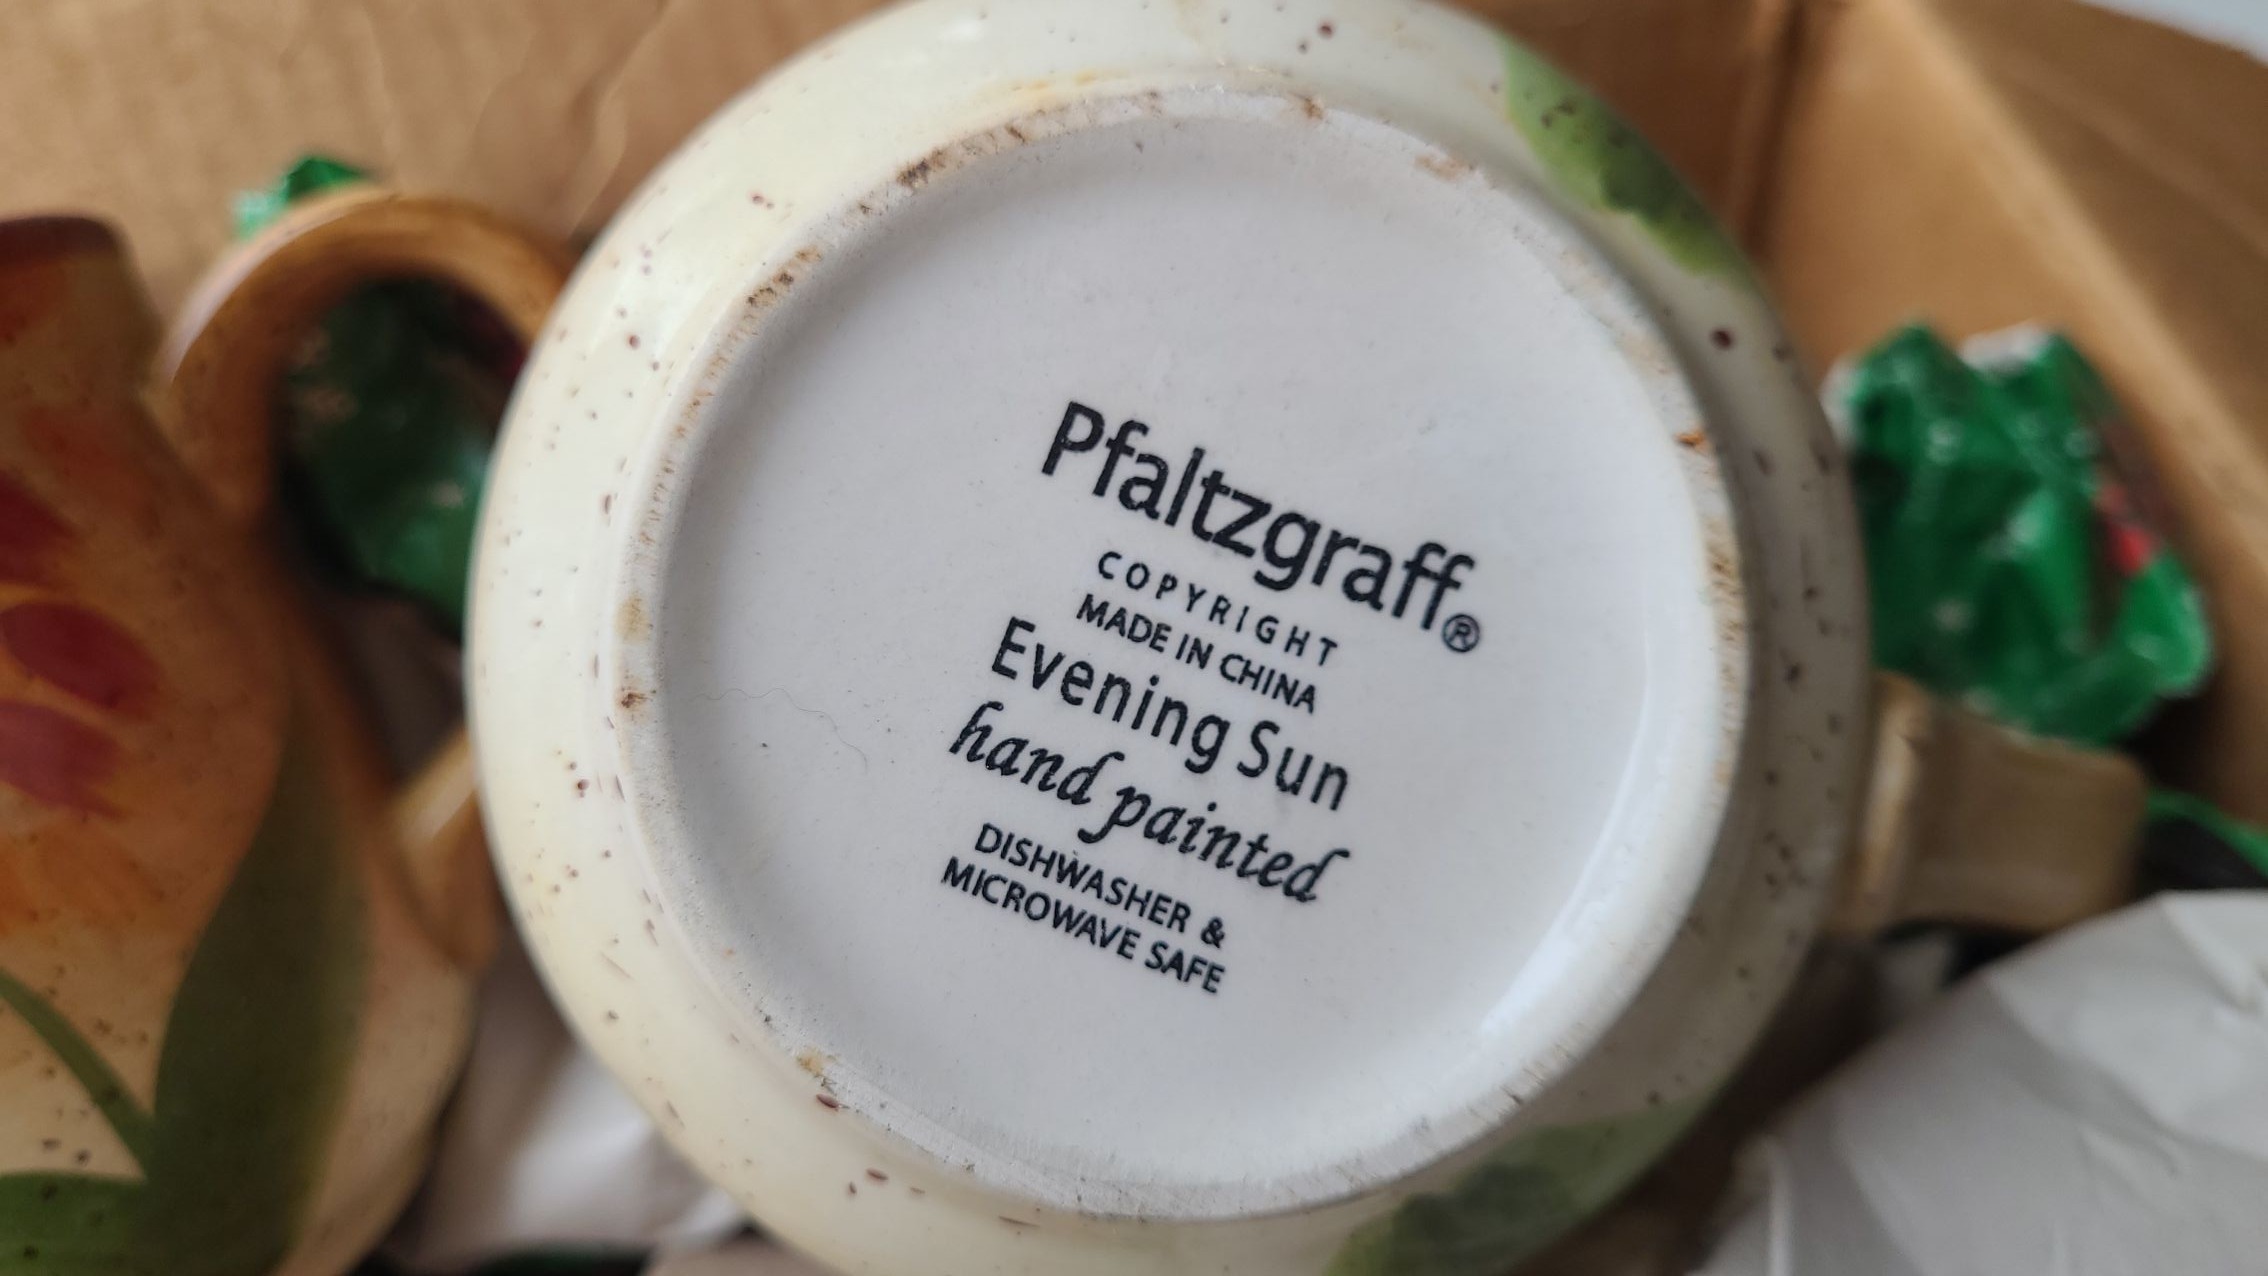 Pfaltzgraff®
COPYRIGHT
MADE IN CHINA
Evening Sun
hand painted
DISHWASHER &
MICROWAVE SAFE